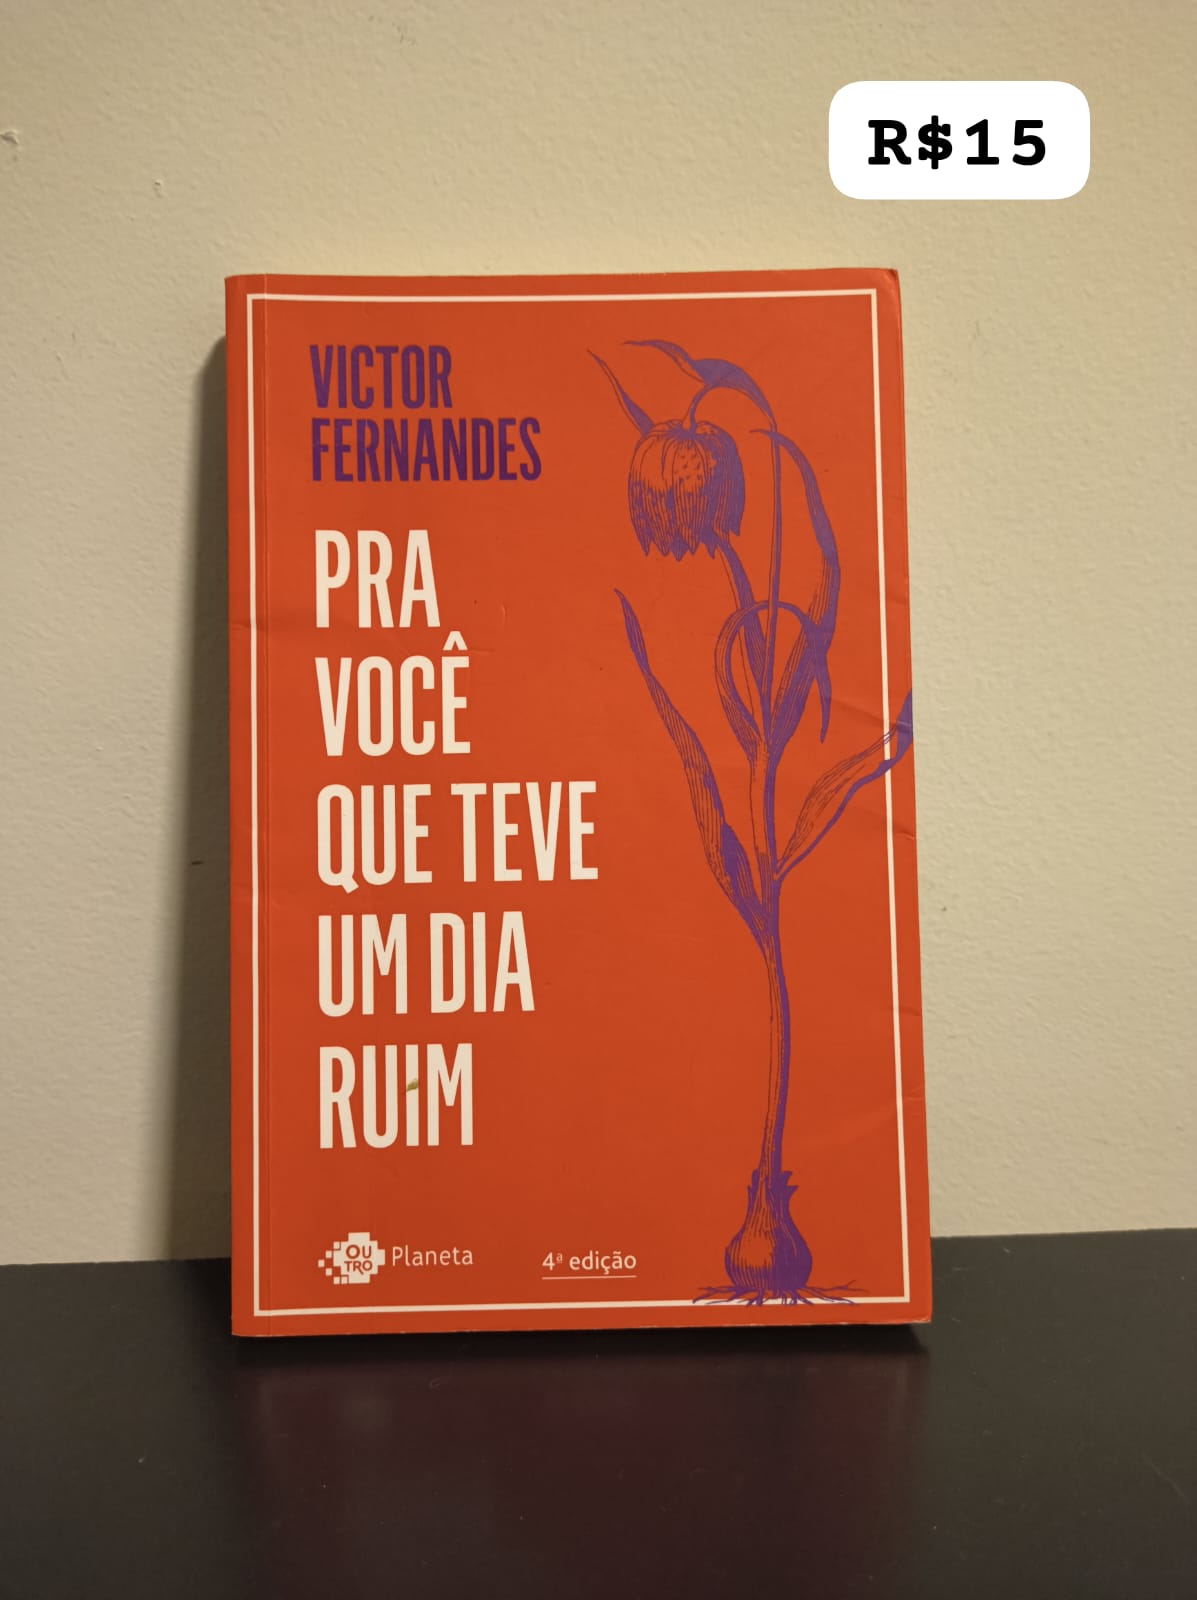 R$15
VICTOR
FERNANDES
PRA
VOCÊ
QUE TEVE
UM DIA
RUIM
OU
TRO
Planeta
4ª edição